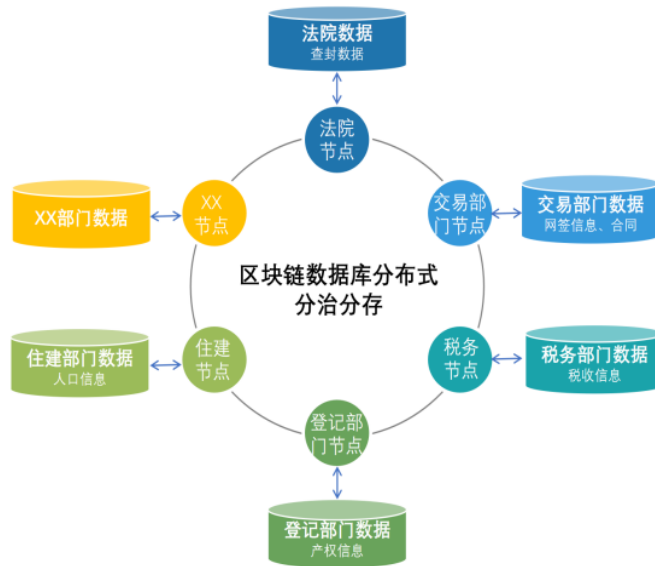 法院数据
查封数据
法院
节点
XX部门数据
XX
节点
交易部
门节点
交易部门数据
网签信息、合同
区块链数据库分布式
分治分存
住建部门数据
人口信息
住建
节点
税务
节点
税务部门数据
税收信息
登记部
门节点
登记部门数据
产权信息